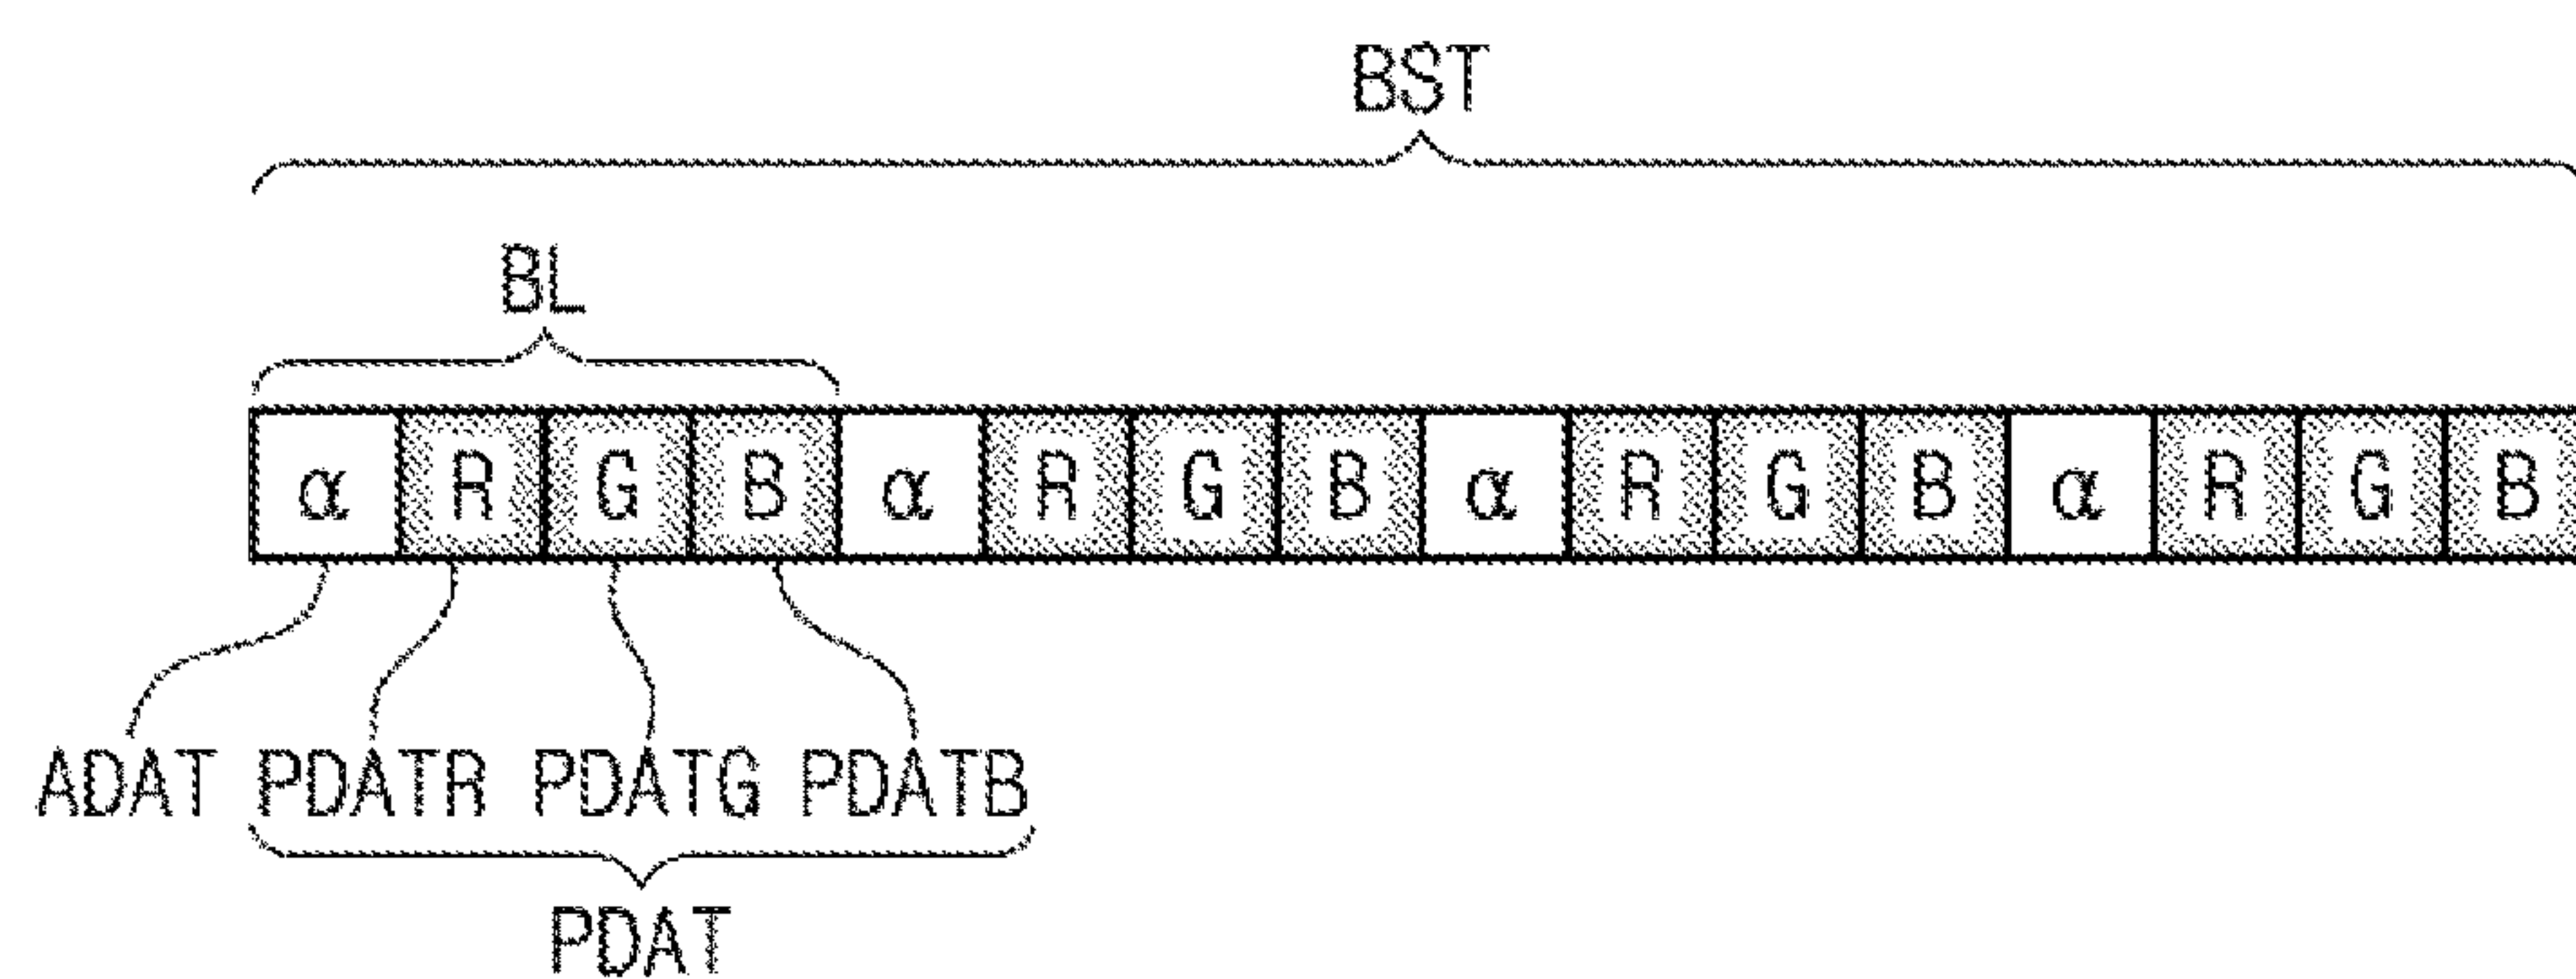 BST
BL
α R G B α R G B α R G B α R G B
ADAT PDATR PDATG PDATB
PDAT